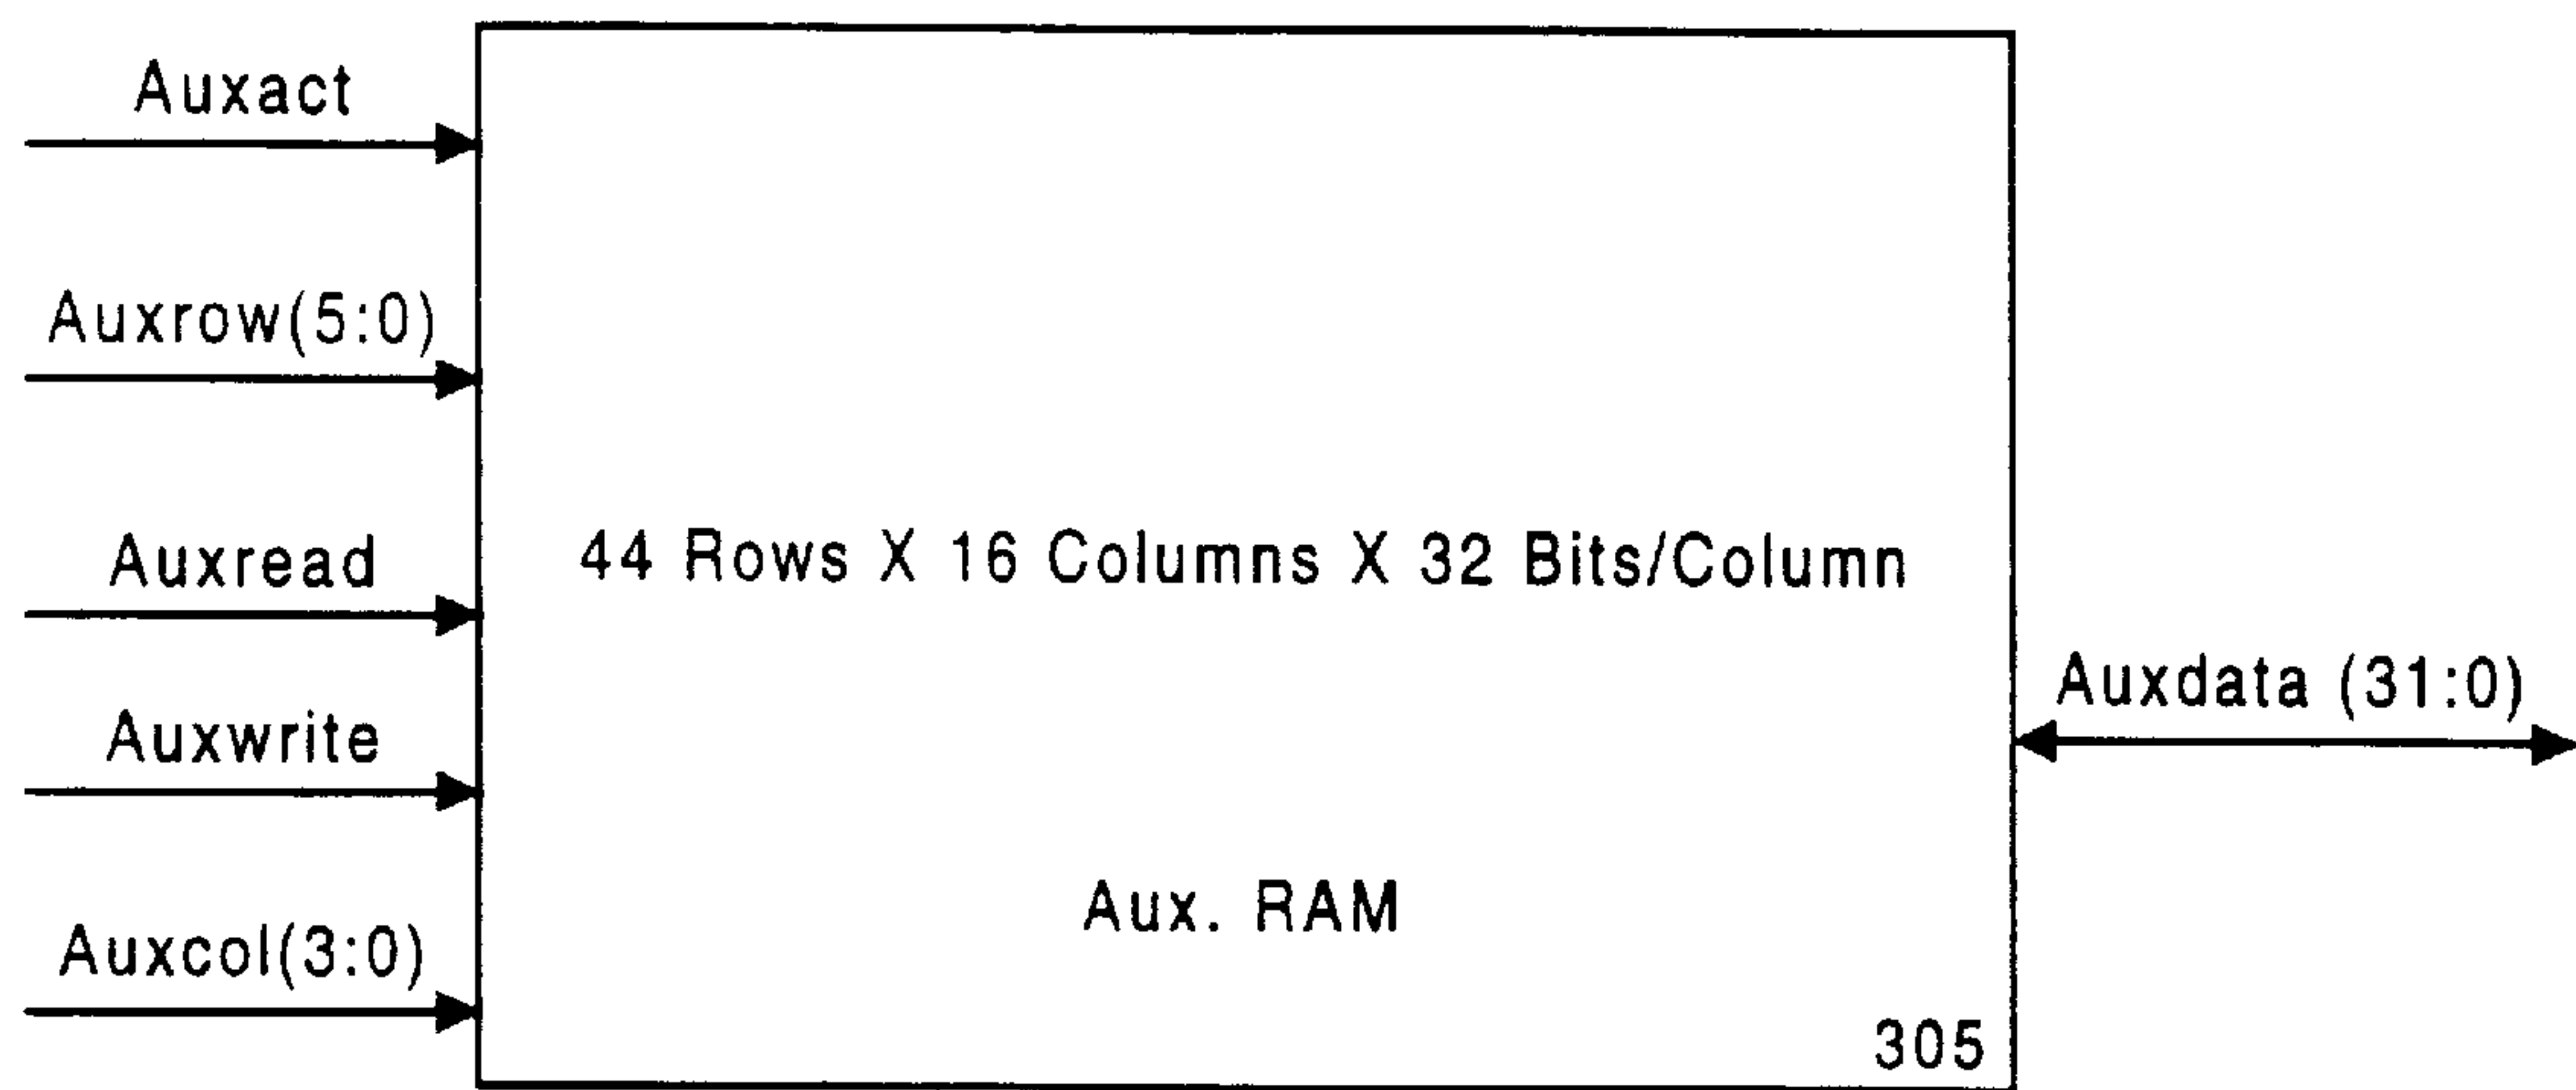 Auxact
Auxrow(5:0)
Auxread
44 Rows X 16 Columns X 32 Bits/Column
Auxdata (31:0)
Auxwrite
Aux. RAM
Auxcol(3:0)
305